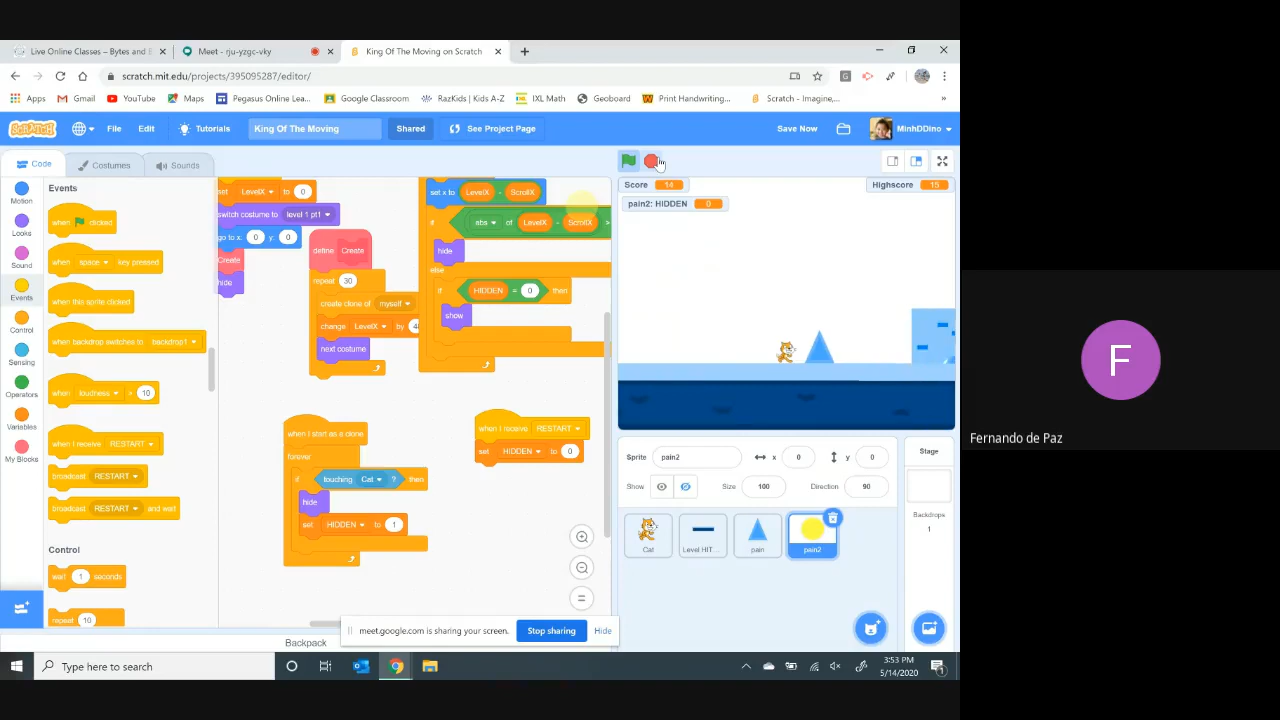 Live Online Classes – Bytes and
Meet - rju-yzgc-vky
King Of The Moving on Scratch
scratch.mit.edu/projects/395095287/editor/
Apps
Gmail
YouTube
Maps
Pegasus Online Lea...
Google Classroom
RazKids | Kids A-Z
IXL Math
Geoboard
Print Handwriting...
Scratch - Imagine,...
SCRATCH
File
Edit
Tutorials
King Of The Moving
Shared
See Project Page
Save Now
MinhDDino
Code
Costumes
Sounds
Motion
Looks
Sound
Events
Control
Sensing
Operators
Variables
My Blocks
Events
when clicked
when space key pressed
when this sprite clicked
when backdrop switches to backdrop1
when loudness > 10
when I receive RESTART
broadcast RESTART
broadcast RESTART and wait
Control
wait 1 seconds
repeat 10
set LevelX to 0
switch costume to level 1 pt1
go to x: 0 y: 0
Create
hide
define Create
repeat 30
create clone of myself
change LevelX by
next costume
set x to LevelX - ScrollX
if abs of LevelX - ScrollX >
hide
else
if HIDDEN = 0 then
show
when I start as a clone
forever
if touching Cat ? then
hide
set HIDDEN to 1
when I receive RESTART
set HIDDEN to 0
Backpack
Score 14
Highscore 15
pain2: HIDDEN 0
Sprite pain2 x 0 y 0
Show Size 100 Direction 90
Cat
Level HIT...
pain
pain2
Stage
Backdrops
1
meet.google.com is sharing your screen.
Stop sharing
Hide
Type here to search
3:53 PM
5/14/2020
1
F
Fernando de Paz